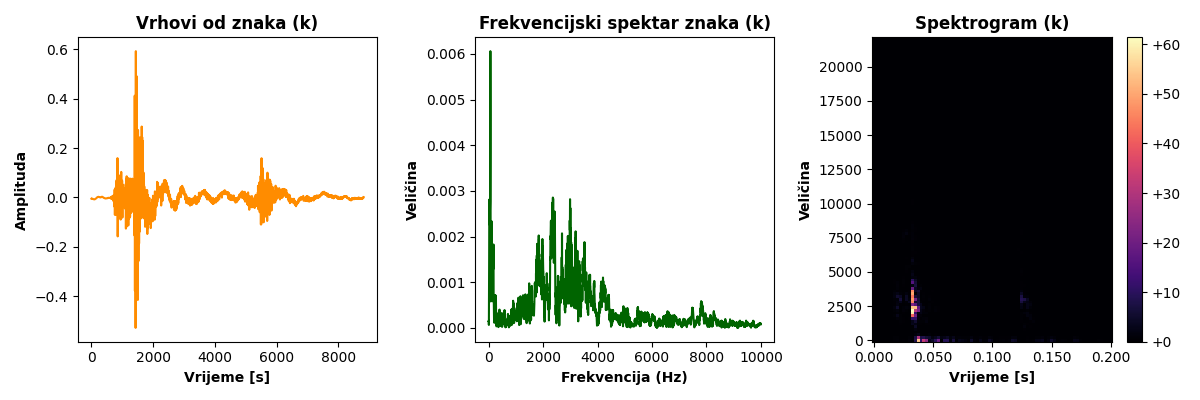 Vrhovi od znaka (k)
0.6
0.4
0.2
0.0
−0.2
−0.4
Amplituda
0 2000 4000 6000 8000
Vrijeme [s]
Frekvencijski spektar znaka (k)
0.006
0.005
0.004
0.003
0.002
0.001
0.000
Veličina
0 2000 4000 6000 8000 10000
Frekvencija (Hz)
Spektrogram (k)
20000
17500
15000
12500
10000
7500
5000
2500
0
Veličina
0.000 0.050 0.100 0.150 0.200
Vrijeme [s]
+60
+50
+40
+30
+20
+10
+0